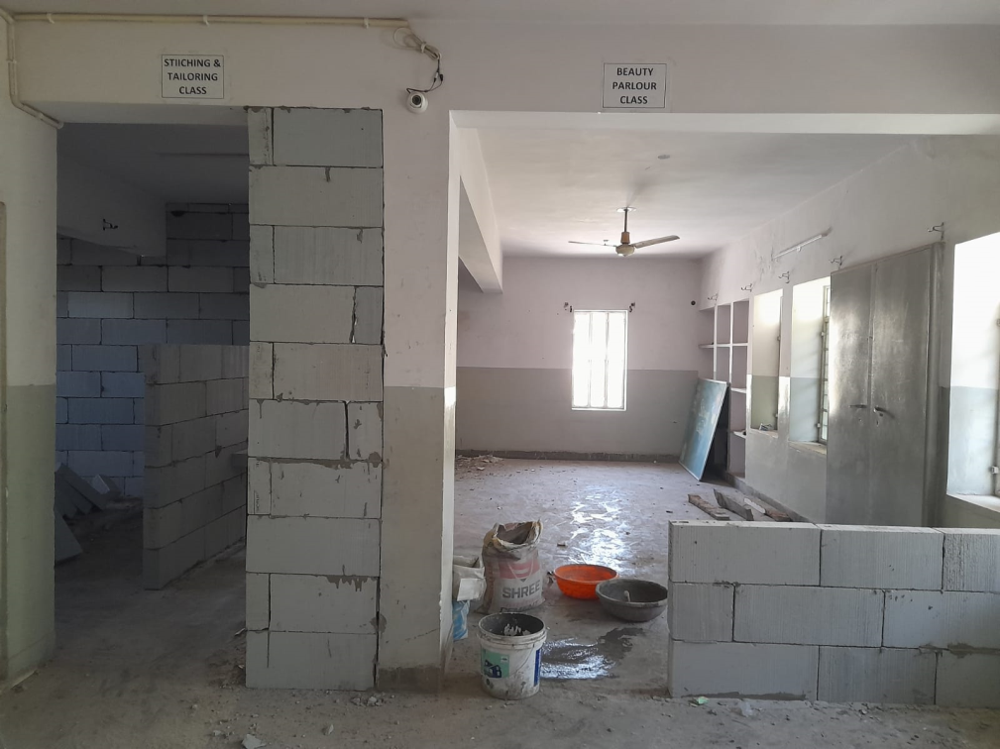 STIICHING &
TAILORING
CLASS
BEAUTY
PARLOUR
CLASS
SHREE